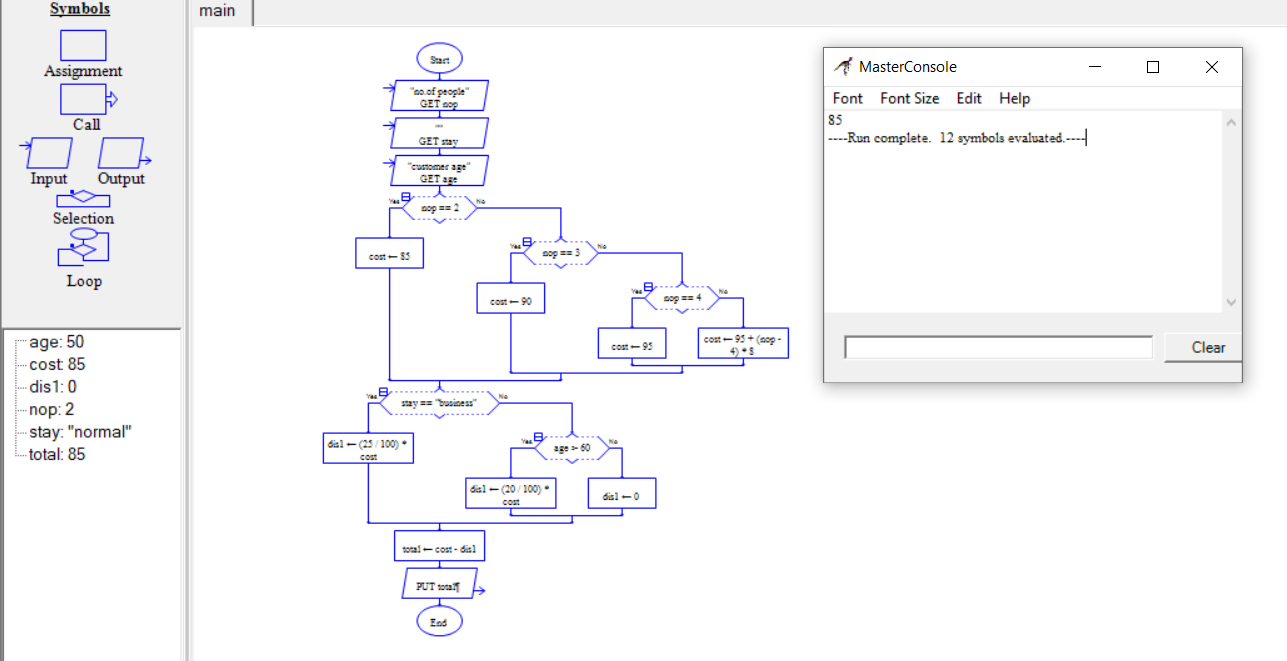 Symbols
Assignment
Call
Input Output
Selection
Loop
age: 50
cost: 85
dis1: 0
nop: 2
stay: "normal"
total: 85
main
Start
"no.of people"
GET nop
""
GET stay
"customer age"
GET age
Yes
nop == 2
No
cost ← 85
Yes
nop == 3
No
cost ← 90
Yes
nop == 4
No
cost ← 95
cost ← 95 + (nop -
4) * 8
Yes
stay == "business"
No
dis1 ← (25 / 100) *
cost
Yes
age > 60
No
dis1 ← (20 / 100) *
cost
dis1 ← 0
total ← cost - dis1
PUT total¶
End
MasterConsole
Font Font Size Edit Help
85
----Run complete. 12 symbols evaluated.----
Clear